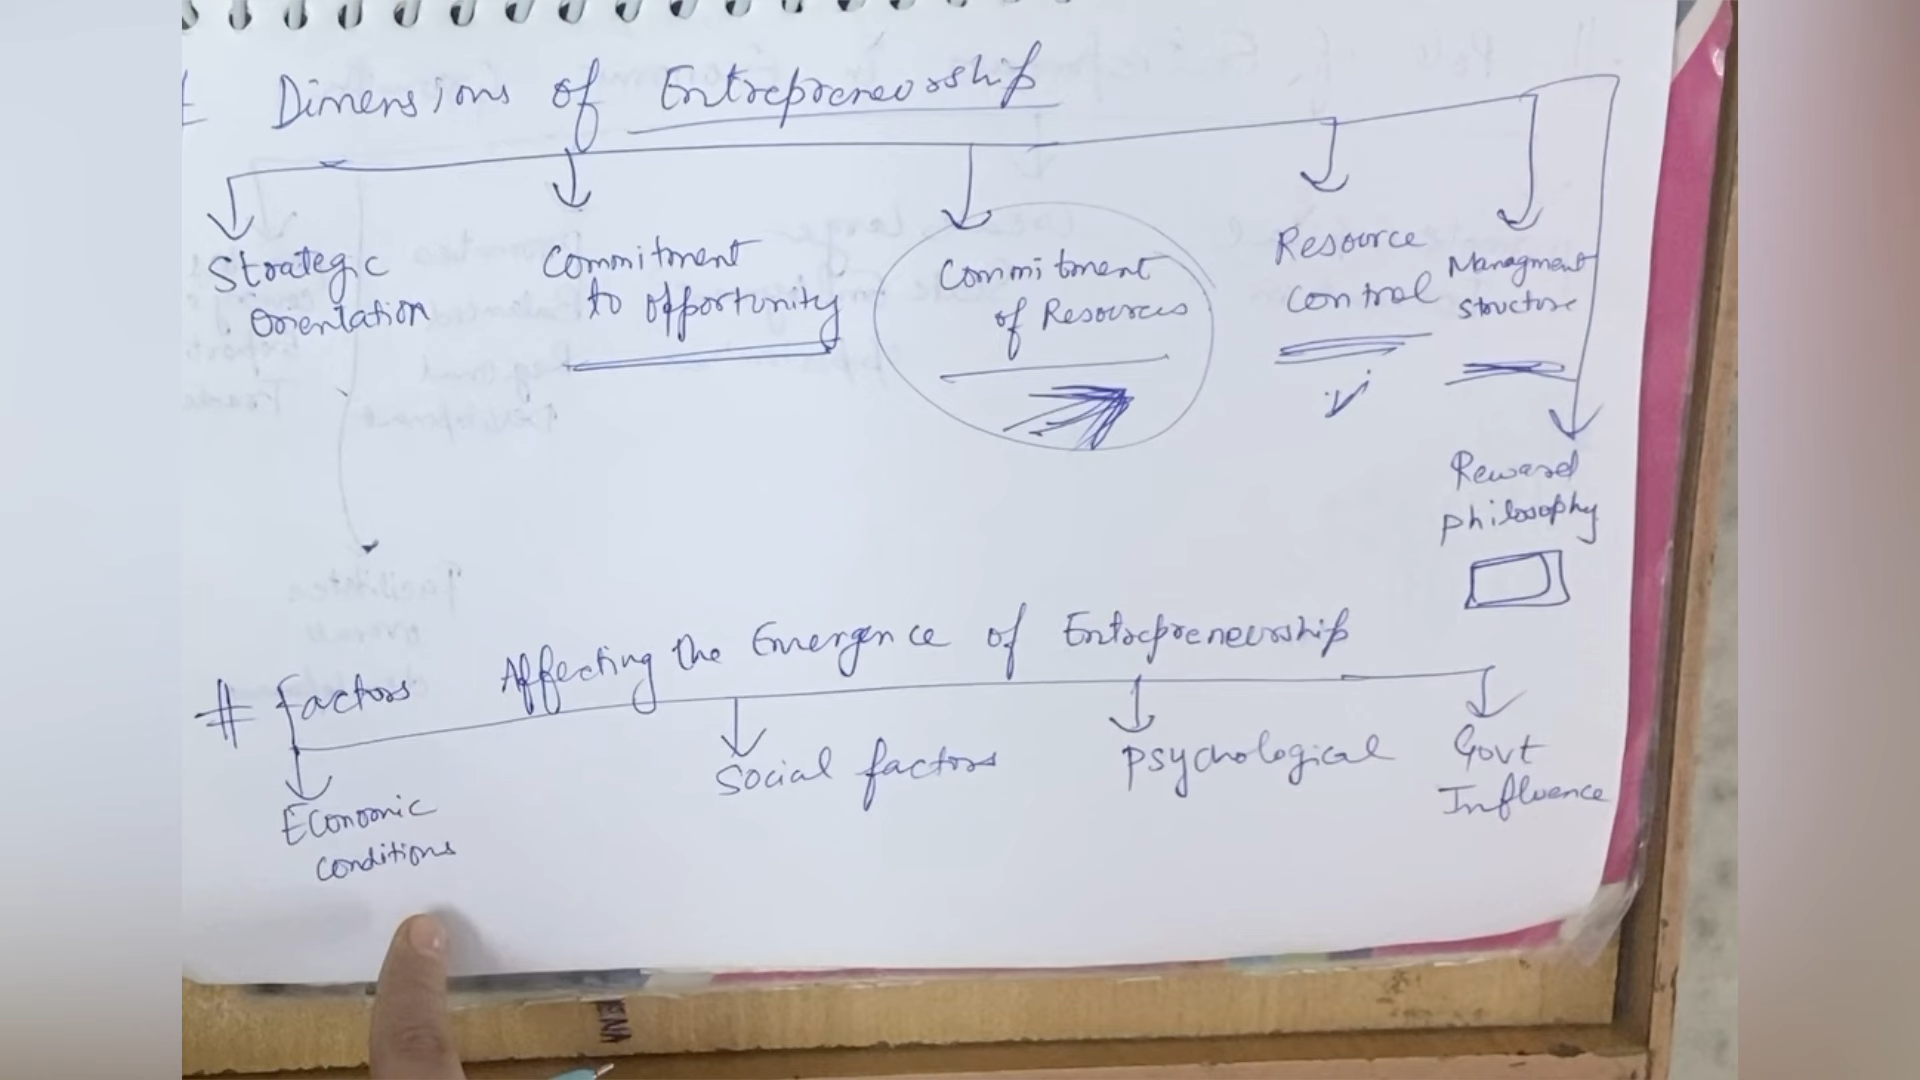 # Dimensions of Entrepreneurship
Strategic
Orientation
Commitment
to opportunity
Commitment
of Resources
Resource
control
Managment
structure
Reward
philosophy
# Factors Affecting the Emergence of Entrepreneurship
Economic
conditions
Social factors
Psychological
Govt
Influence